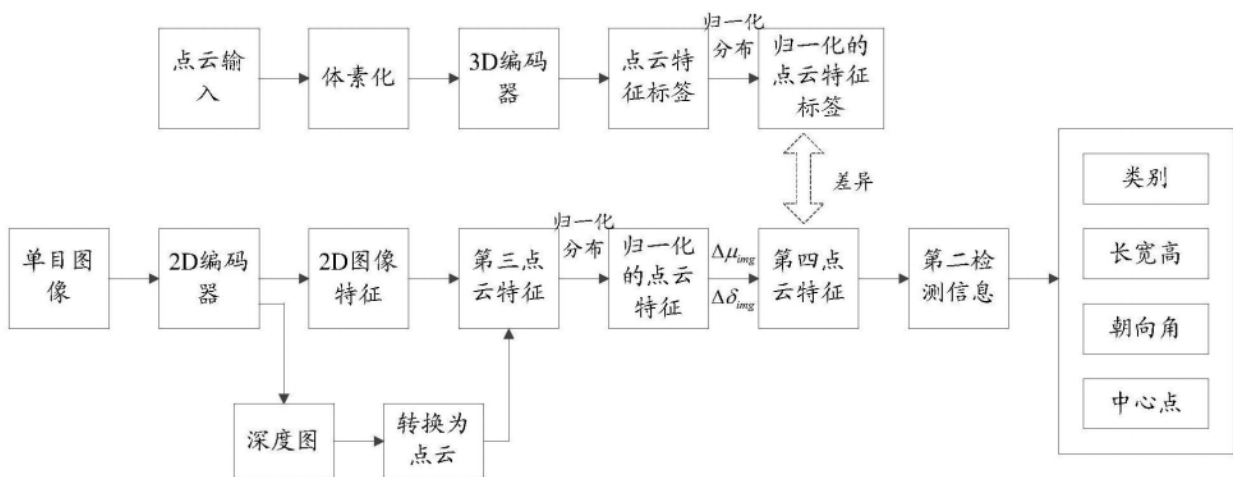 点云输
入
体素化
3D编码
器
点云特
征标签
归一化
分布
归一化的
点云特征
标签
差异
单目图
像
2D编码
器
2D图像
特征
第三点
云特征
归一化
分布
归一化
的点云
特征
Δμimg
Δδimg
第四点
云特征
第二检
测信息
类别
长宽高
朝向角
中心点
深度图
转换为
点云